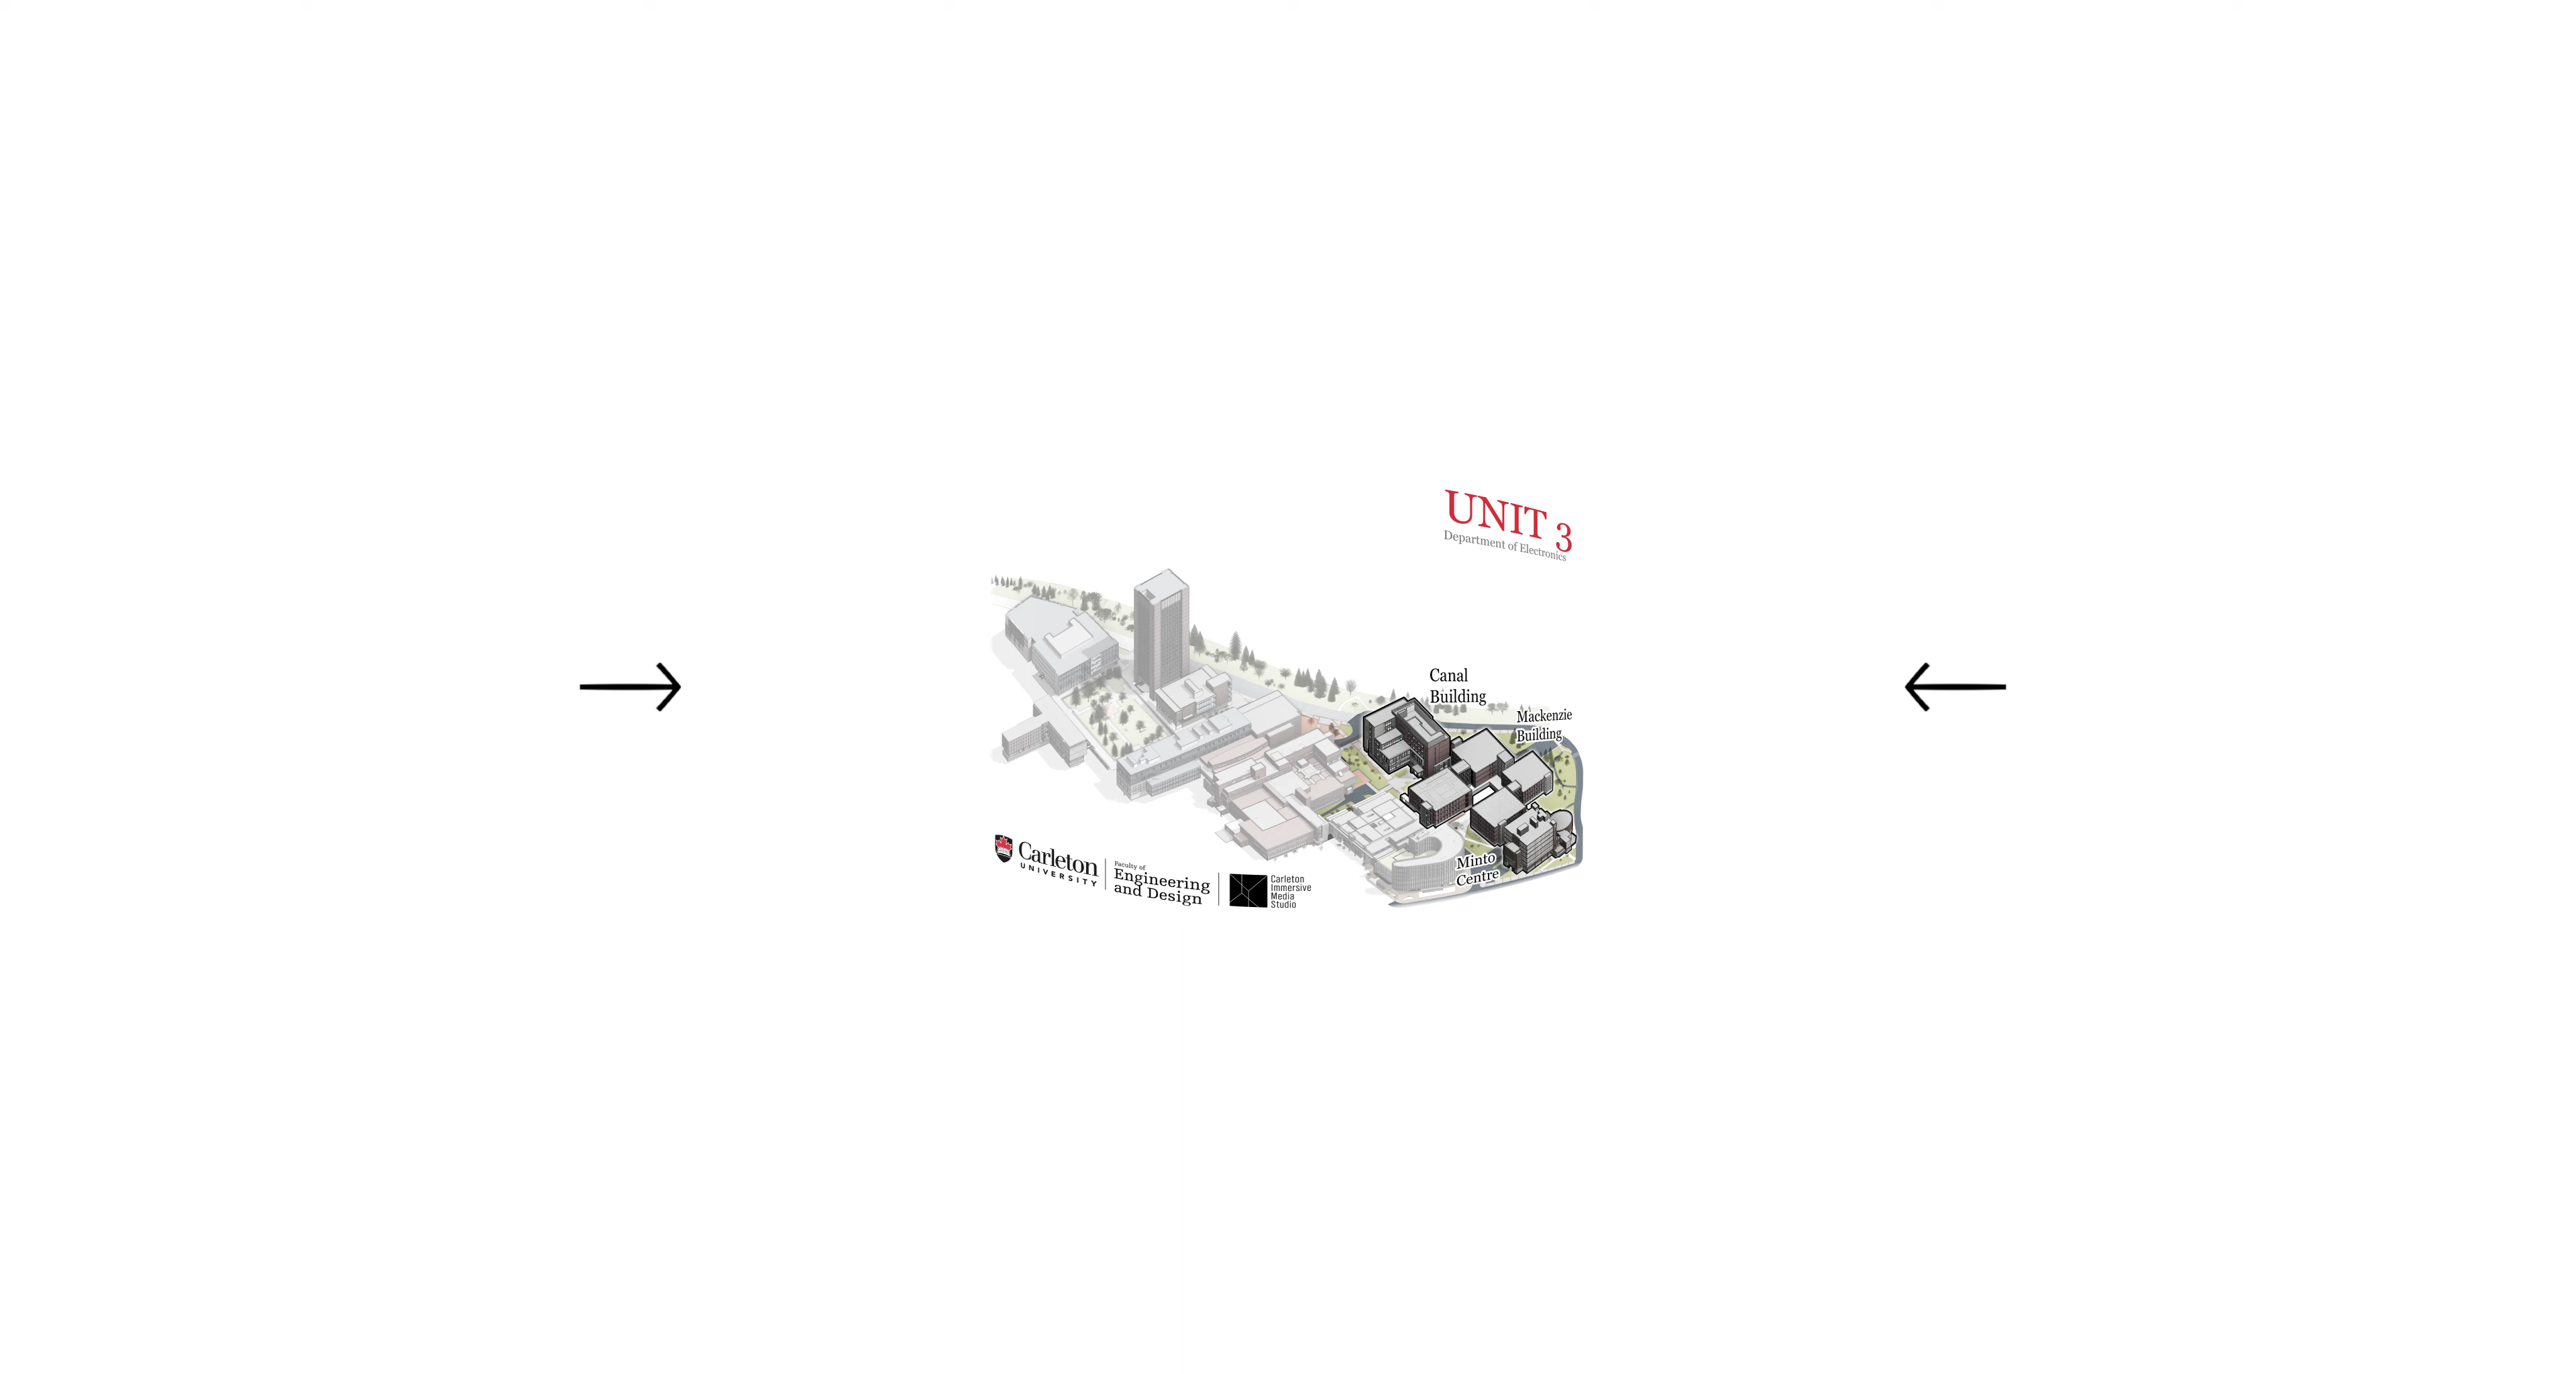 UNIT 3
Department of Electronics
Canal
Building
Mackenzie
Building
Minto
Centre
Carleton
UNIVERSITY
Faculty of
Engineering
and Design
Carleton
Immersive
Media
Studio